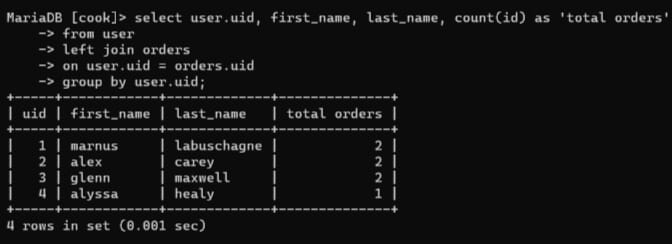 MariaDB [cook]> select user.uid, first_name, last_name, count(id) as 'total orders'
    -> from user
    -> left join orders
    -> on user.uid = orders.uid
    -> group by user.uid;
+-----+------------+-------------+--------------+
| uid | first_name | last_name   | total orders |
+-----+------------+-------------+--------------+
|   1 | marnus     | labuschagne |            2 |
|   2 | alex       | carey       |            2 |
|   3 | glenn      | maxwell     |            2 |
|   4 | alyssa     | healy       |            1 |
+-----+------------+-------------+--------------+
4 rows in set (0.001 sec)